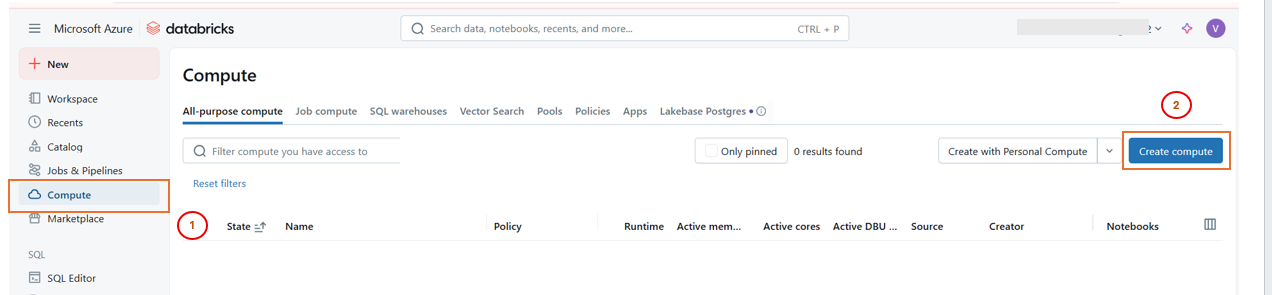 Microsoft Azure databricks
Search data, notebooks, recents, and more... CTRL + P
V
New
Workspace
Recents
Catalog
Jobs & Pipelines
Compute
Marketplace
SQL
SQL Editor
Compute
All-purpose compute Job compute SQL warehouses Vector Search Pools Policies Apps Lakebase Postgres
2
Filter compute you have access to Only pinned 0 results found Create with Personal Compute Create compute
Reset filters
1
State Name Policy Runtime Active mem... Active cores Active DBU ... Source Creator Notebooks